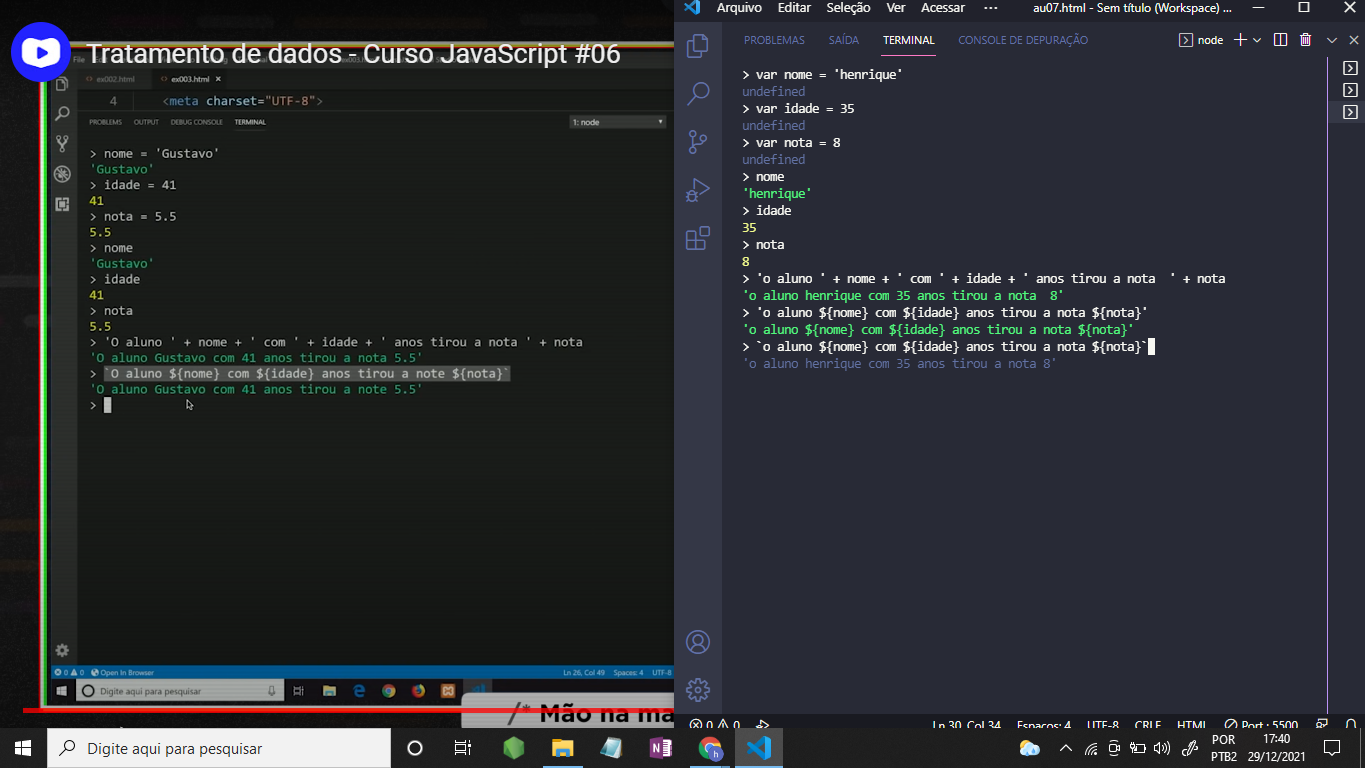 Tratamento de dados - Curso JavaScript #06
ex002.html
ex003.html ×
4 <meta charset="UTF-8">
PROBLEMS OUTPUT DEBUG CONSOLE TERMINAL
1: node
> nome = 'Gustavo'
'Gustavo'
> idade = 41
41
> nota = 5.5
5.5
> nome
'Gustavo'
> idade
41
> nota
5.5
> 'O aluno ' + nome + ' com ' + idade + ' anos tirou a nota ' + nota
'O aluno Gustavo com 41 anos tirou a nota 5.5'
> `O aluno ${nome} com ${idade} anos tirou a note ${nota}`
'O aluno Gustavo com 41 anos tirou a note 5.5'
>
0 0 Open In Browser
Ln 26, Col 49 Spaces: 4 UTF-8
Digite aqui para pesquisar
/* Mão na ma
Arquivo Editar Seleção Ver Acessar ··· au07.html - Sem título (Workspace) ...
PROBLEMAS SAÍDA TERMINAL CONSOLE DE DEPURAÇÃO
node
> var nome = 'henrique'
undefined
> var idade = 35
undefined
> var nota = 8
undefined
> nome
'henrique'
> idade
35
> nota
8
> 'o aluno ' + nome + ' com ' + idade + ' anos tirou a nota  ' + nota
'o aluno henrique com 35 anos tirou a nota  8'
> 'o aluno ${nome} com ${idade} anos tirou a nota ${nota}'
'o aluno ${nome} com ${idade} anos tirou a nota ${nota}'
> `o aluno ${nome} com ${idade} anos tirou a nota ${nota}`
'o aluno henrique com 35 anos tirou a nota 8'
0 0
Ln 30, Col 34 Espaços: 4 UTF-8 CRLF HTML Port : 5500
Digite aqui para pesquisar
POR
PTB2
17:40
29/12/2021